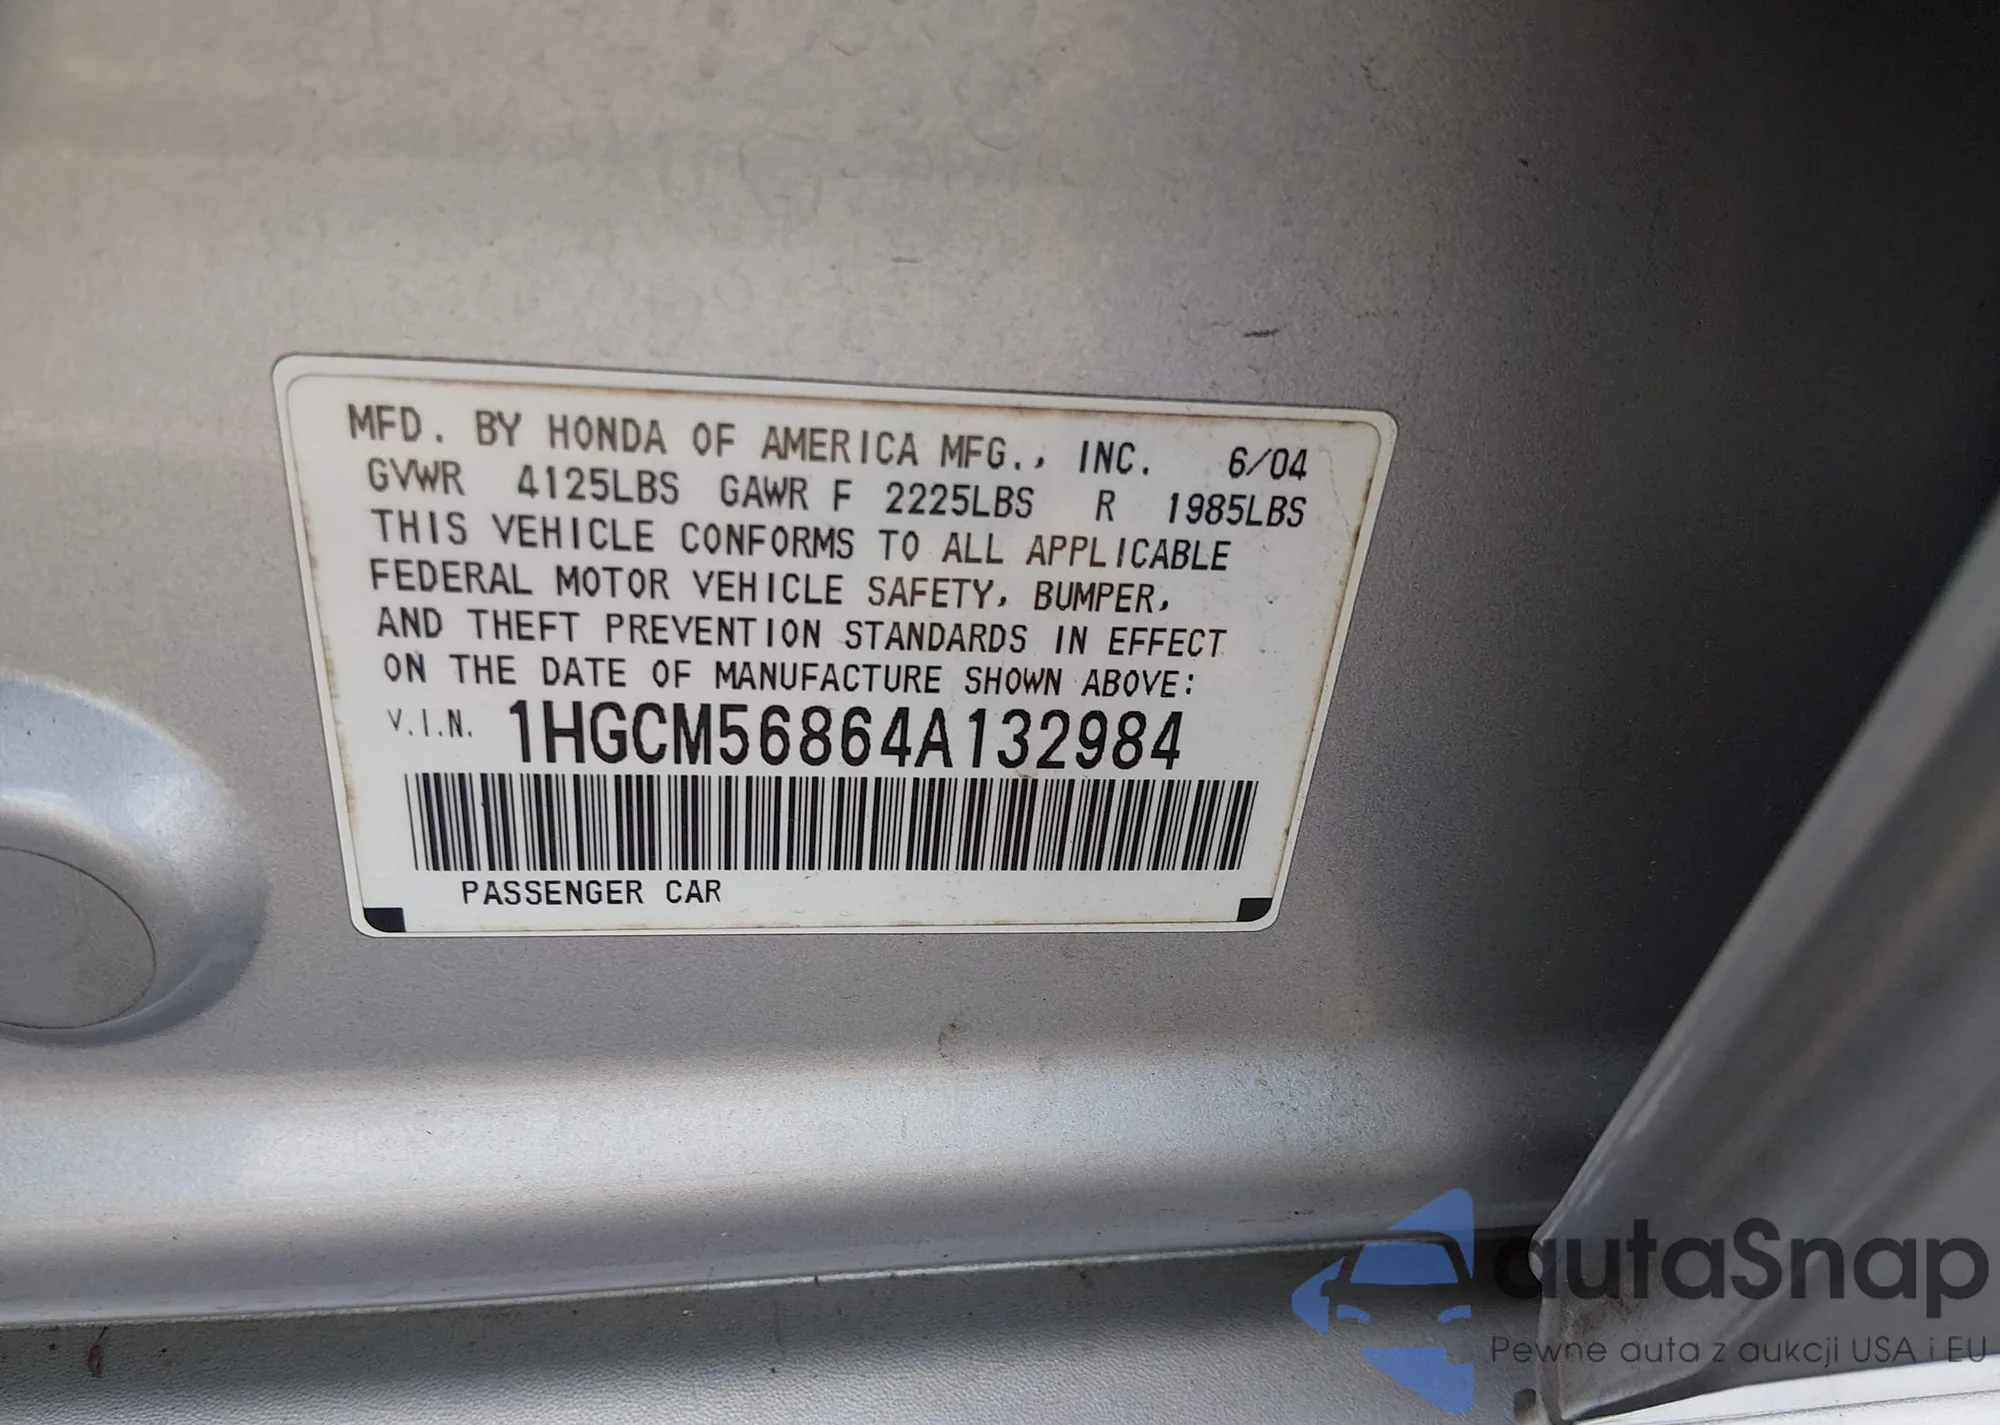 MFD. BY HONDA OF AMERICA MFG., INC. 6/04
GVWR 4125LBS GAWR F 2225LBS R 1985LBS
THIS VEHICLE CONFORMS TO ALL APPLICABLE
FEDERAL MOTOR VEHICLE SAFETY, BUMPER,
AND THEFT PREVENTION STANDARDS IN EFFECT
ON THE DATE OF MANUFACTURE SHOWN ABOVE:
V.I.N. 1HGCM56864A132984
PASSENGER CAR
autaSnap
Pewne auta z aukcji USA i EU